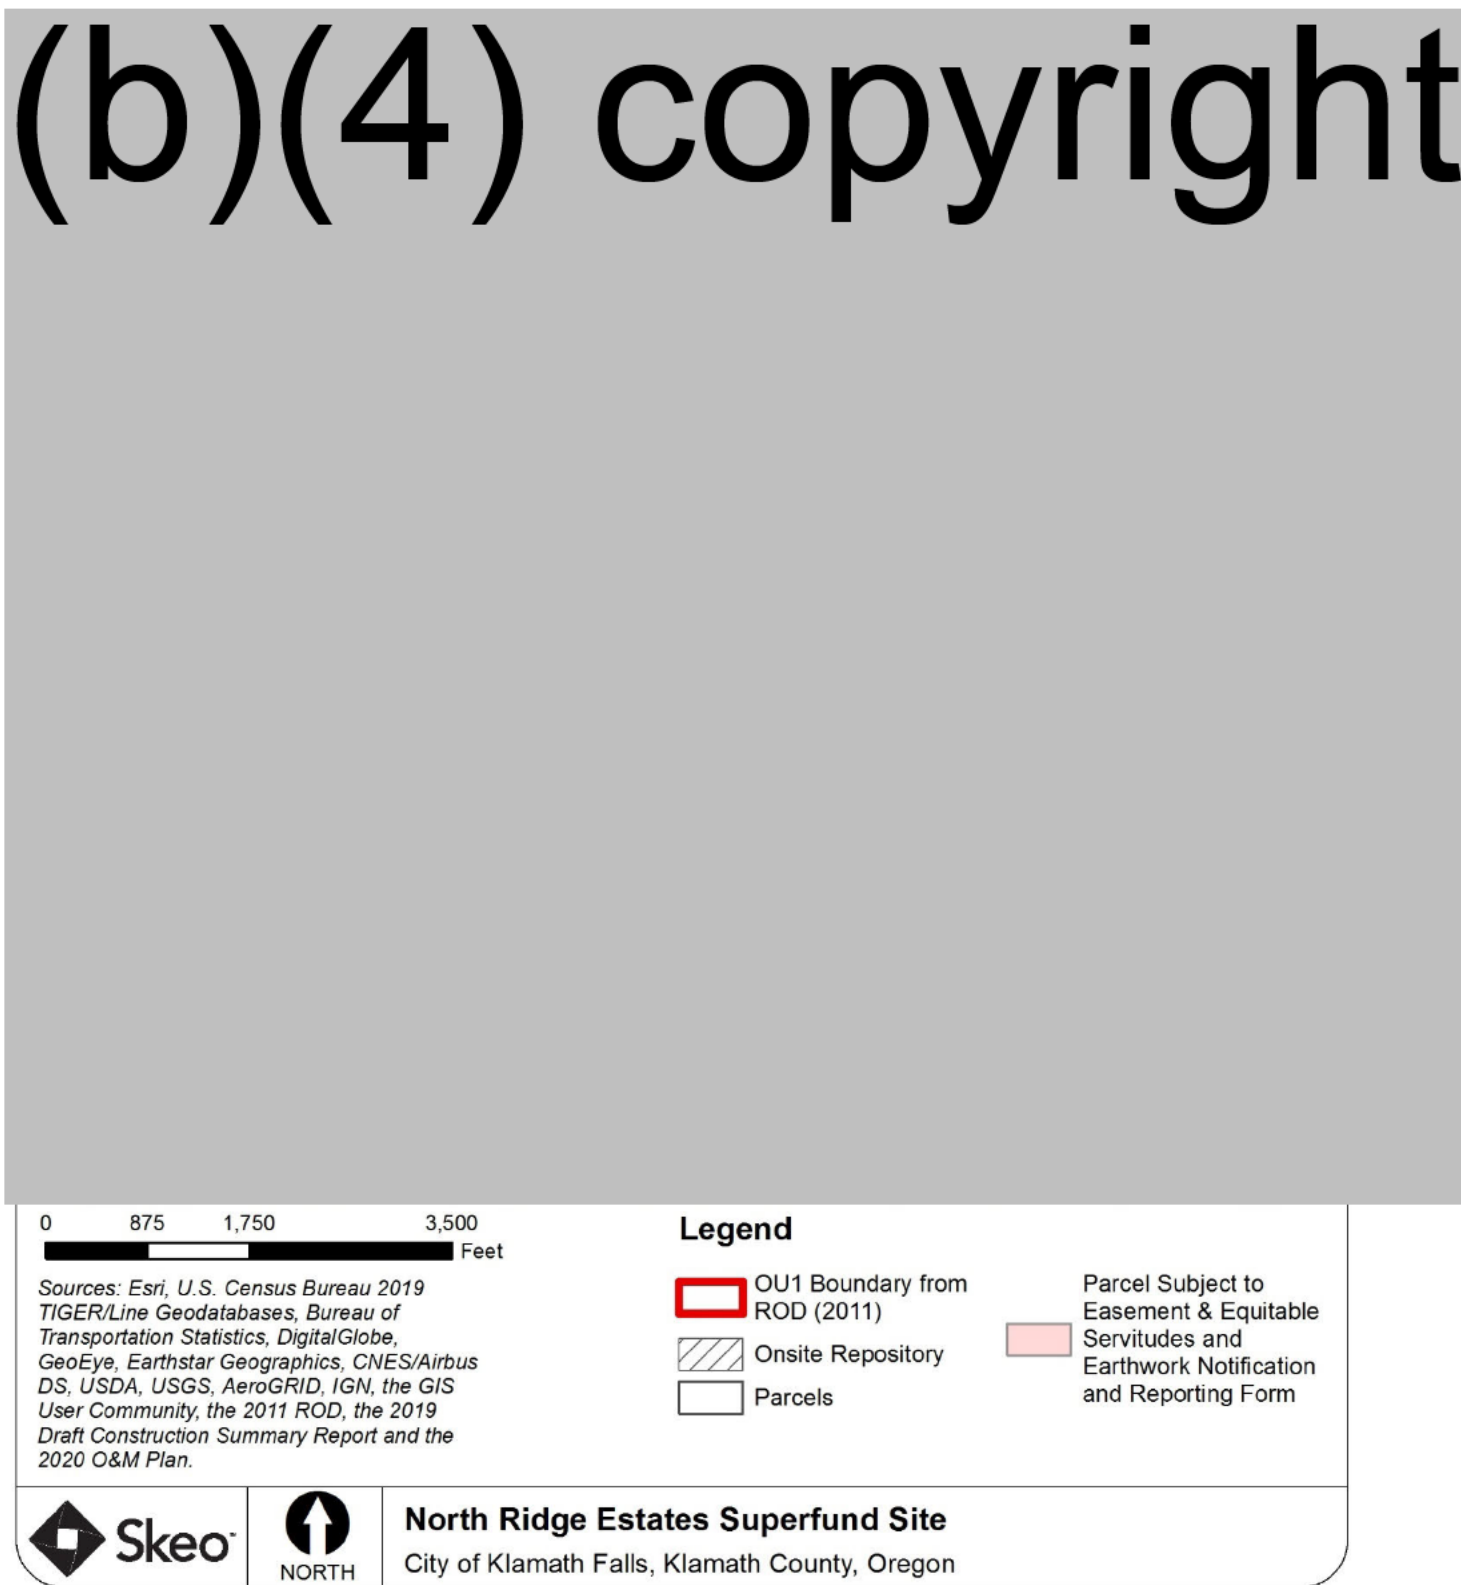 (b)(4) copyright
0 875 1,750 3,500
Feet
Sources: Esri, U.S. Census Bureau 2019
TIGER/Line Geodatabases, Bureau of
Transportation Statistics, DigitalGlobe,
GeoEye, Earthstar Geographics, CNES/Airbus
DS, USDA, USGS, AeroGRID, IGN, the GIS
User Community, the 2011 ROD, the 2019
Draft Construction Summary Report and the
2020 O&M Plan.
Legend
OU1 Boundary from
ROD (2011)
Onsite Repository
Parcels
Parcel Subject to
Easement & Equitable
Servitudes and
Earthwork Notification
and Reporting Form
Skeo
NORTH
North Ridge Estates Superfund Site
City of Klamath Falls, Klamath County, Oregon